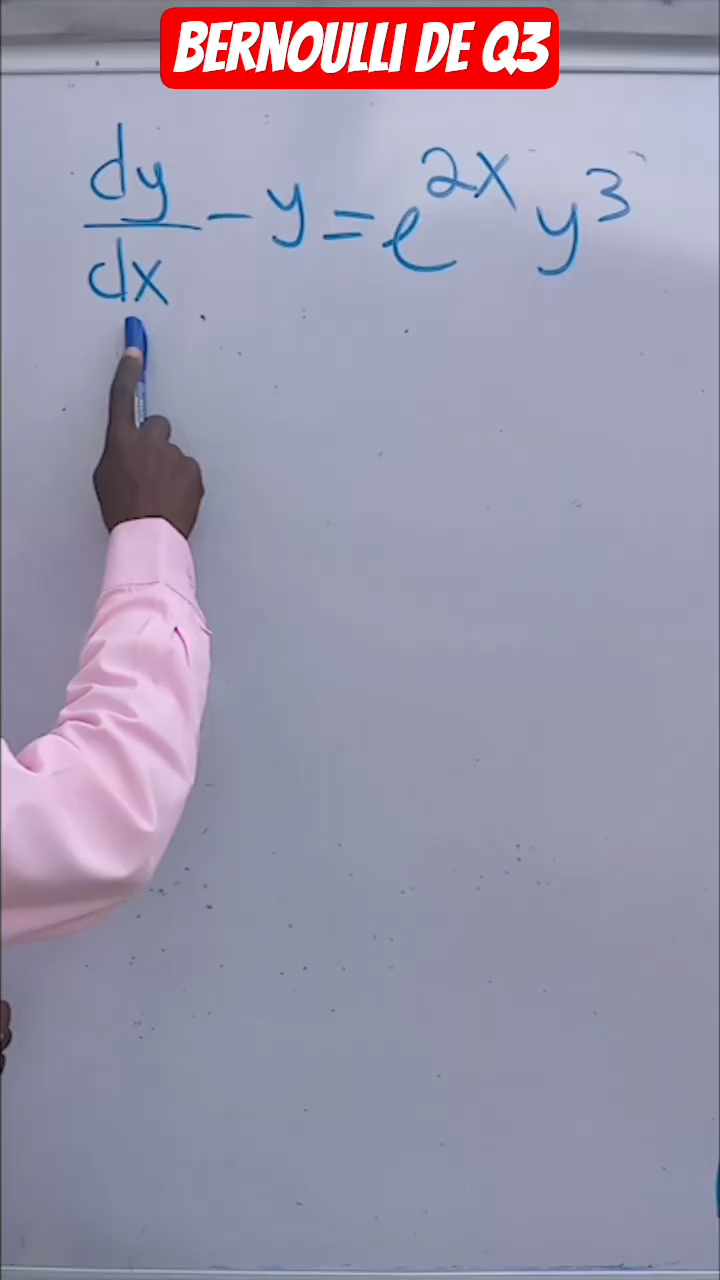 BERNOULLI DE Q3
dy/dx - y = e^2x y^3